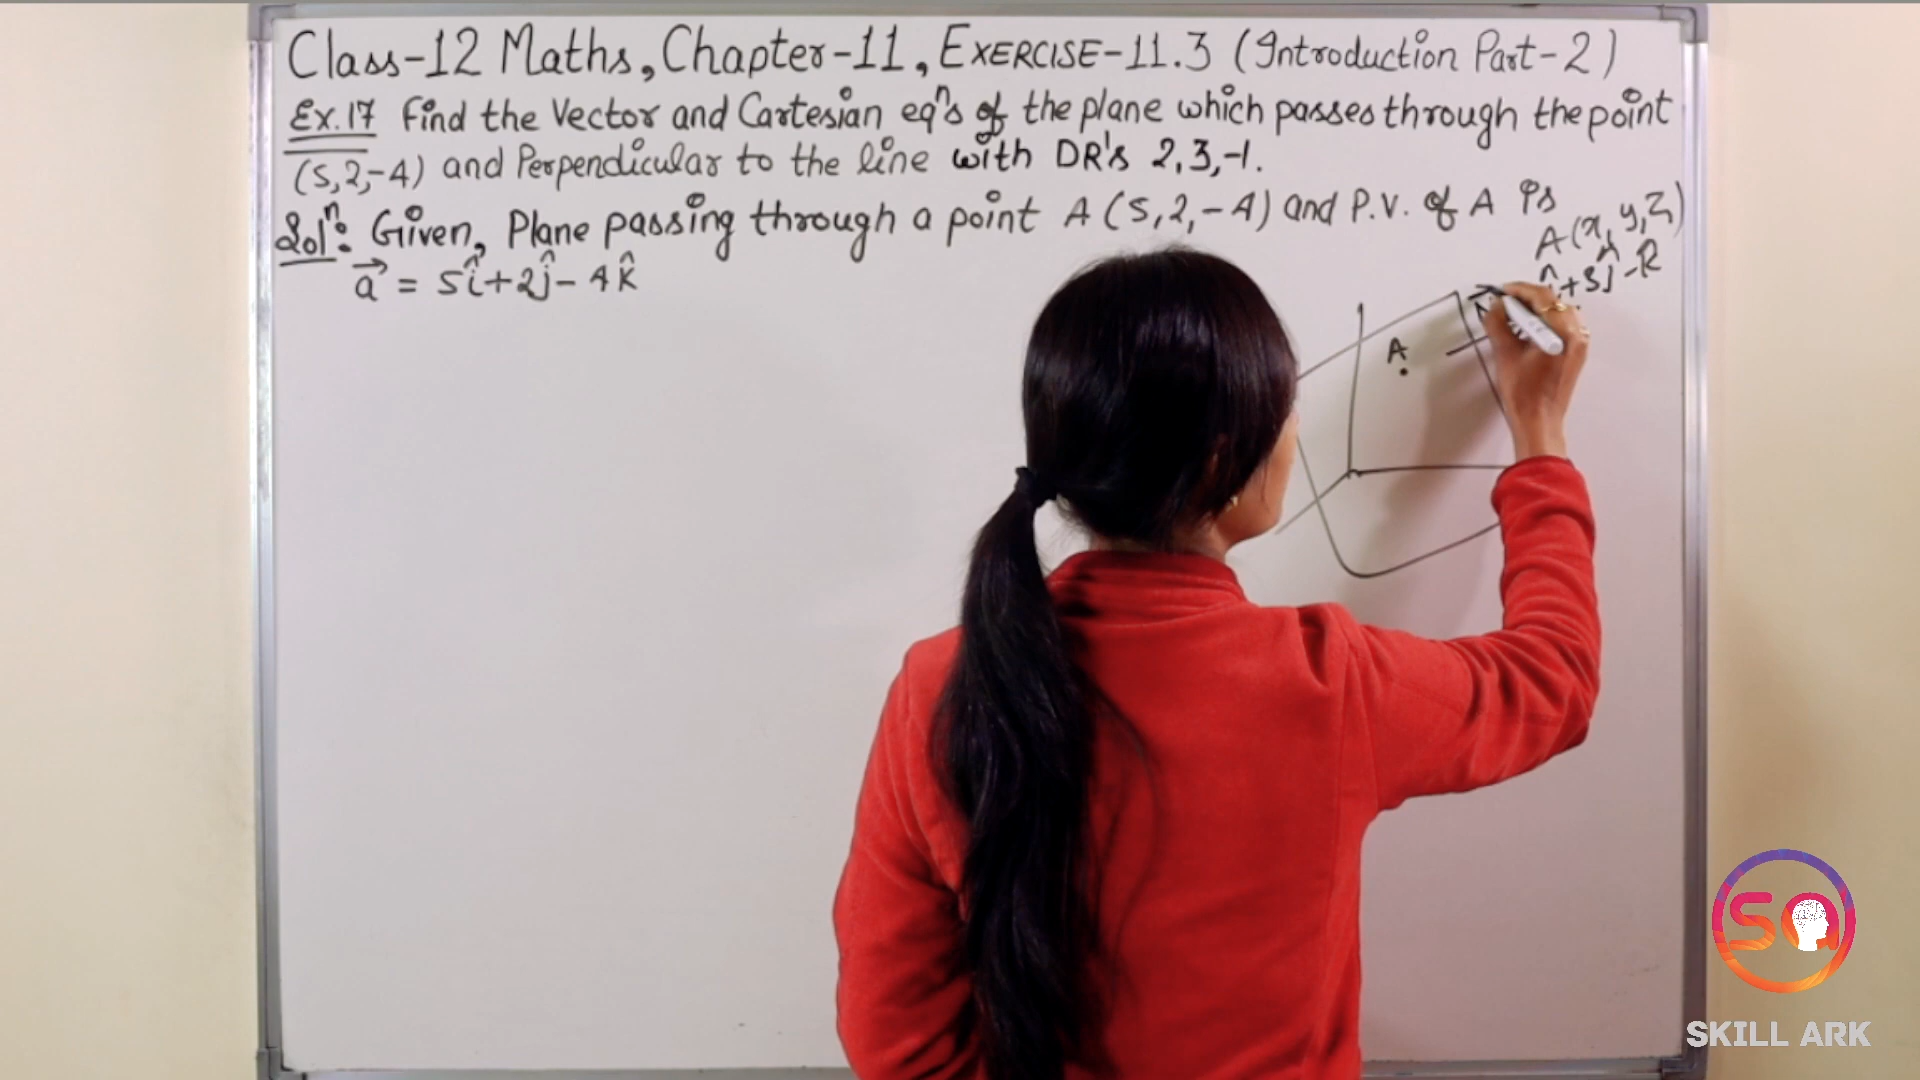 Class-12 Maths, Chapter-11, EXERCISE-11.3 (Introduction Part-2)
Ex.17 Find the Vector and Cartesian eqⁿs of the plane which passes through the point
(5,2,-4) and Perpendicular to the line with DR's 2,3,-1.
Solⁿ: Given, Plane passing through a point A (5,2,-4) and P.V. of A is
A(x, y, z)
a⃗ = 5î+2ĵ-4k̂
+3ĵ-k
A
SA
SKILL ARK